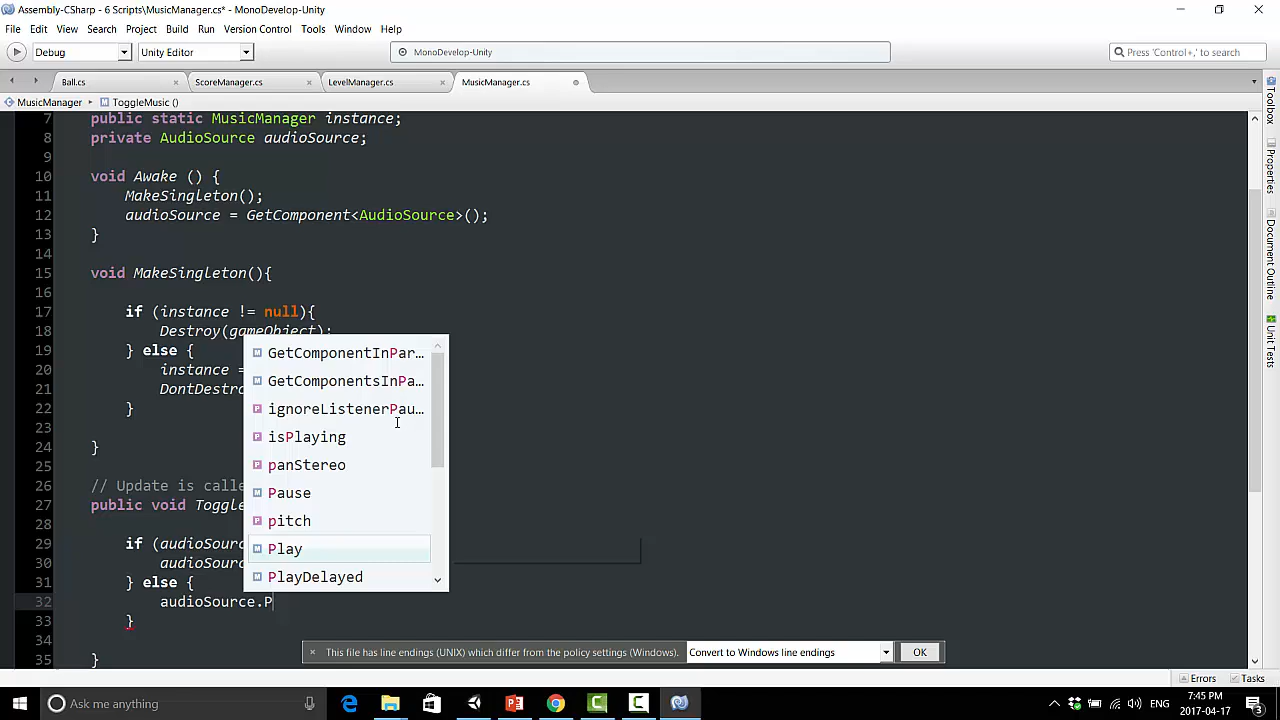 Assembly-CSharp - 6 Scripts\MusicManager.cs* - MonoDevelop-Unity
File Edit View Search Project Build Run Version Control Tools Window Help
Debug Unity Editor MonoDevelop-Unity Press 'Control+,' to search
Ball.cs × ScoreManager.cs × LevelManager.cs × MusicManager.cs
MusicManager ▸ ToggleMusic ()
7 public static MusicManager instance;
8 private AudioSource audioSource;
9
10 void Awake () {
11 MakeSingleton();
12 audioSource = GetComponent<AudioSource>();
13 }
14
15 void MakeSingleton(){
16
17 if (instance != null){
18 Destroy(gameObject);
19 } else {
20 instance =
21 DontDestro
22 }
23
24 }
25
26 // Update is calle
27 public void Toggle
28
29 if (audioSourc
30 audioSourc
31 } else {
32 audioSource.P
33 }
34
35 }
GetComponentInPar...
GetComponentsInPa...
ignoreListenerPau...
isPlaying
panStereo
Pause
pitch
Play
PlayDelayed
× This file has line endings (UNIX) which differ from the policy settings (Windows). Convert to Windows line endings OK
Toolbox
Properties
Document Outline
Unit Tests
Errors Tasks
Ask me anything
7:45 PM
2017-04-17